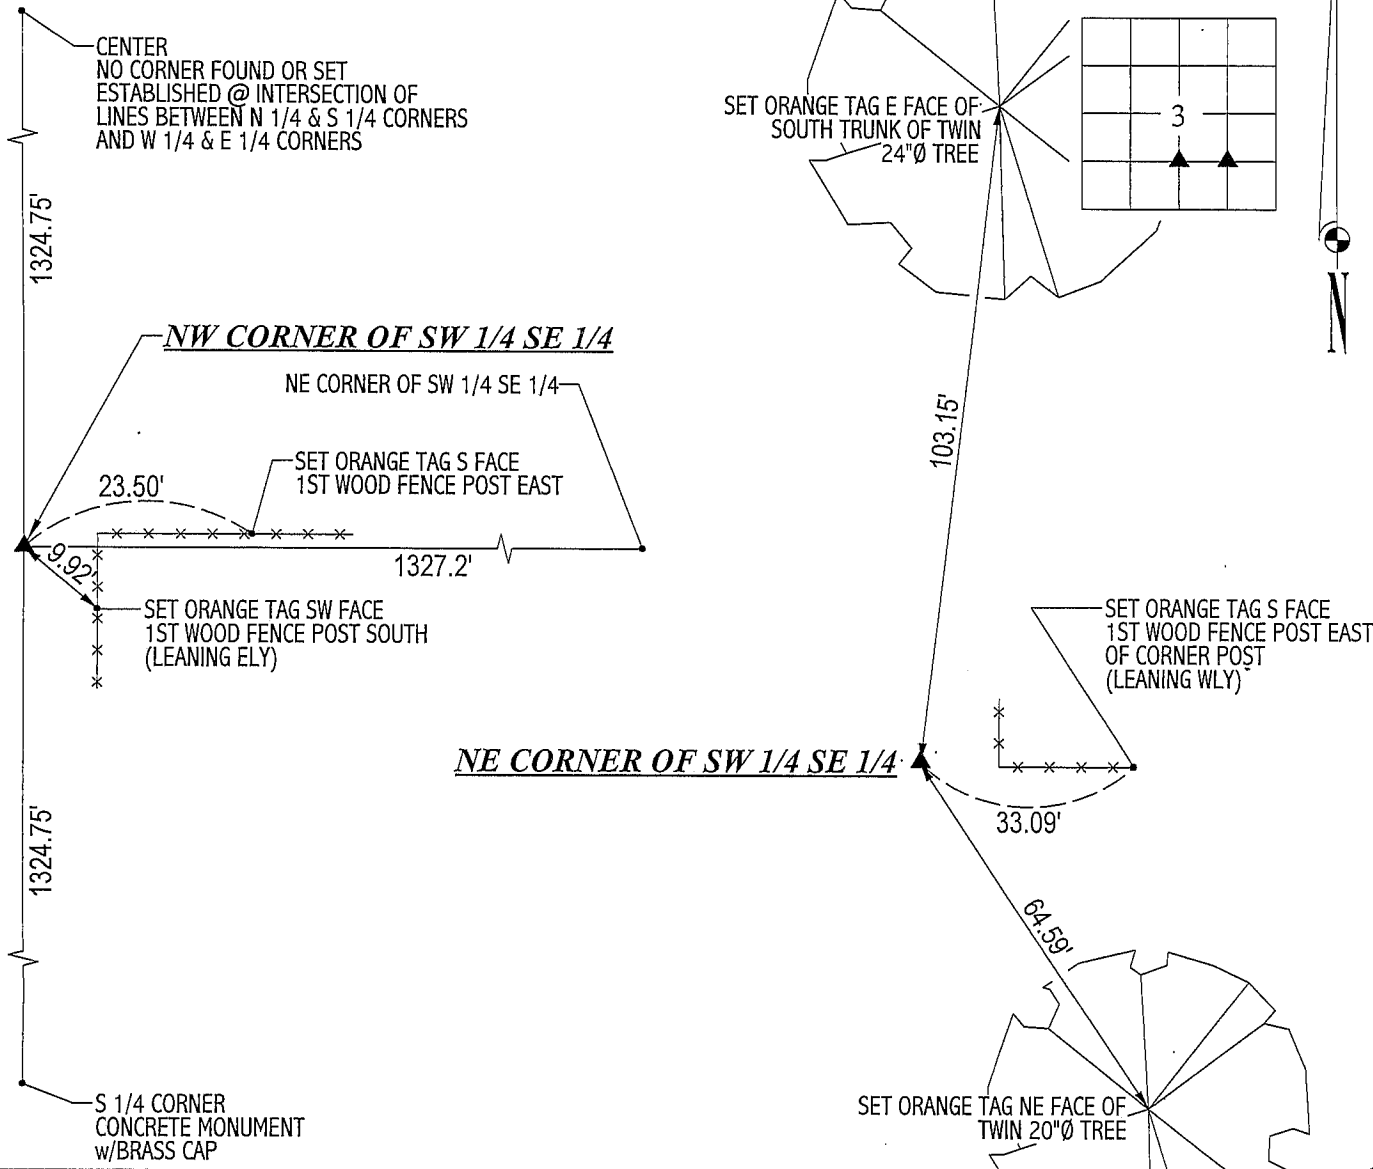 CENTER
NO CORNER FOUND OR SET
ESTABLISHED @ INTERSECTION OF
LINES BETWEEN N 1/4 & S 1/4 CORNERS
AND W 1/4 & E 1/4 CORNERS
SET ORANGE TAG E FACE OF
SOUTH TRUNK OF TWIN
24"Ø TREE
3
N
1324.75'
NW CORNER OF SW 1/4 SE 1/4
NE CORNER OF SW 1/4 SE 1/4
SET ORANGE TAG S FACE
1ST WOOD FENCE POST EAST
23.50'
1327.2'
9.92'
SET ORANGE TAG SW FACE
1ST WOOD FENCE POST SOUTH
(LEANING ELY)
103.15'
SET ORANGE TAG S FACE
1ST WOOD FENCE POST EAST
OF CORNER POST
(LEANING WLY)
NE CORNER OF SW 1/4 SE 1/4
33.09'
1324.75'
64.59'
S 1/4 CORNER
CONCRETE MONUMENT
w/BRASS CAP
SET ORANGE TAG NE FACE OF
TWIN 20"Ø TREE